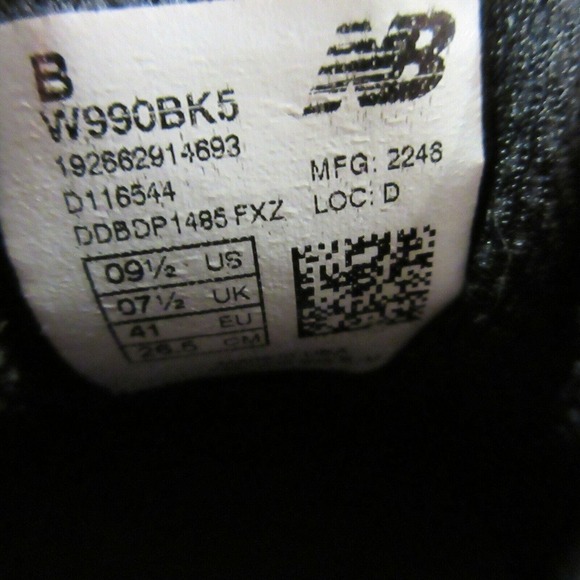 B
NB
W990BK5
192662914693
D116544
DDBDP1485 FXZ
MFG: 2248
LOC: D
09½ US
07½ UK
41 EU
26.5 CM